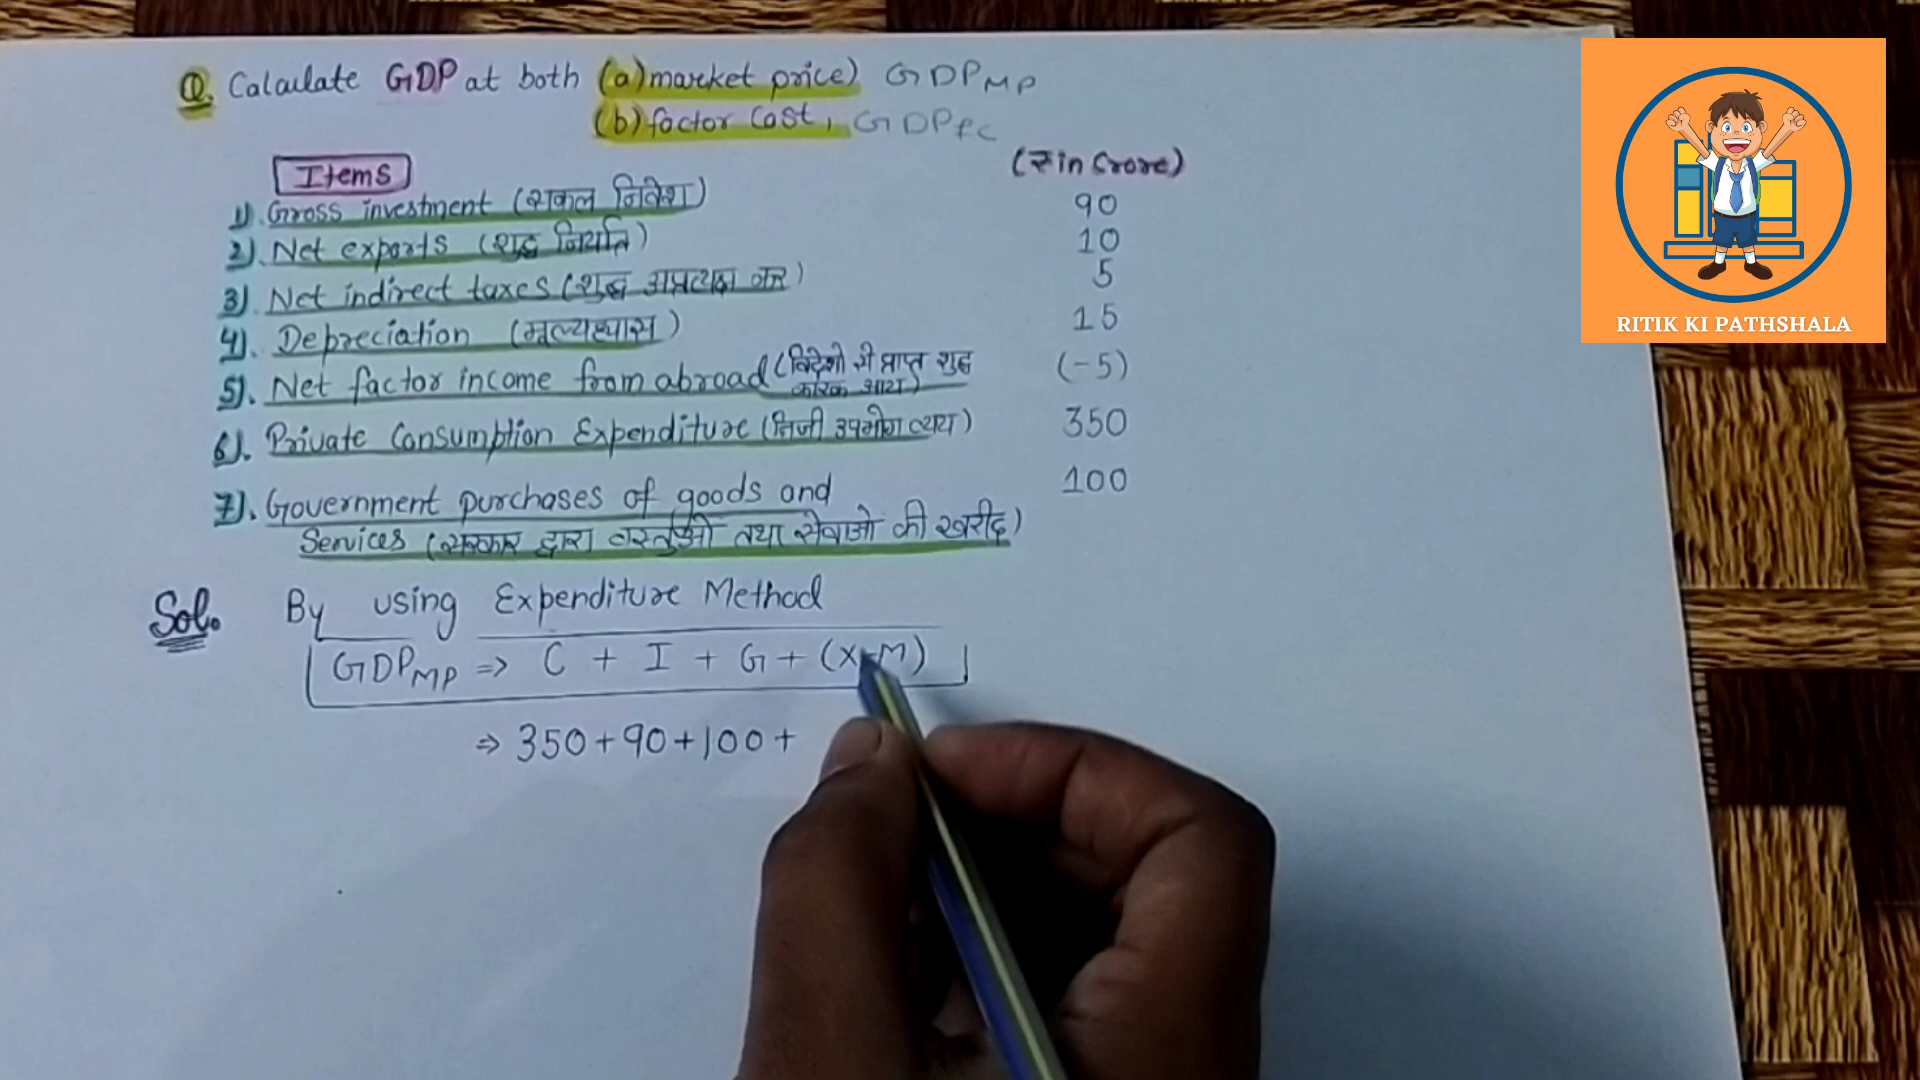 Q. Calculate GDP at both (a) market price) GDPMP
(b) factor Cost, GDPfc
Items (₹ in Crore)
1). Gross investment (सकल निवेश) 90
2). Net exports (शुद्ध निर्यात) 10
3). Net indirect taxes (शुद्ध अप्रत्यक्ष कर) 5
4). Depreciation (मूल्यह्यास) 15
5). Net factor income from abroad (विदेशो से प्राप्त शुद्ध (-5)
कारक आय)
6). Private Consumption Expenditure (निजी उपभोग व्यय) 350
7). Government purchases of goods and 100
Services (सरकार द्वारा वस्तुओ तथा सेवाओ की खरीद)
Sol. By using Expenditure Method
GDPMP ⇒ C + I + G + (X-M)
⇒ 350+90+100+
RITIK KI PATHSHALA